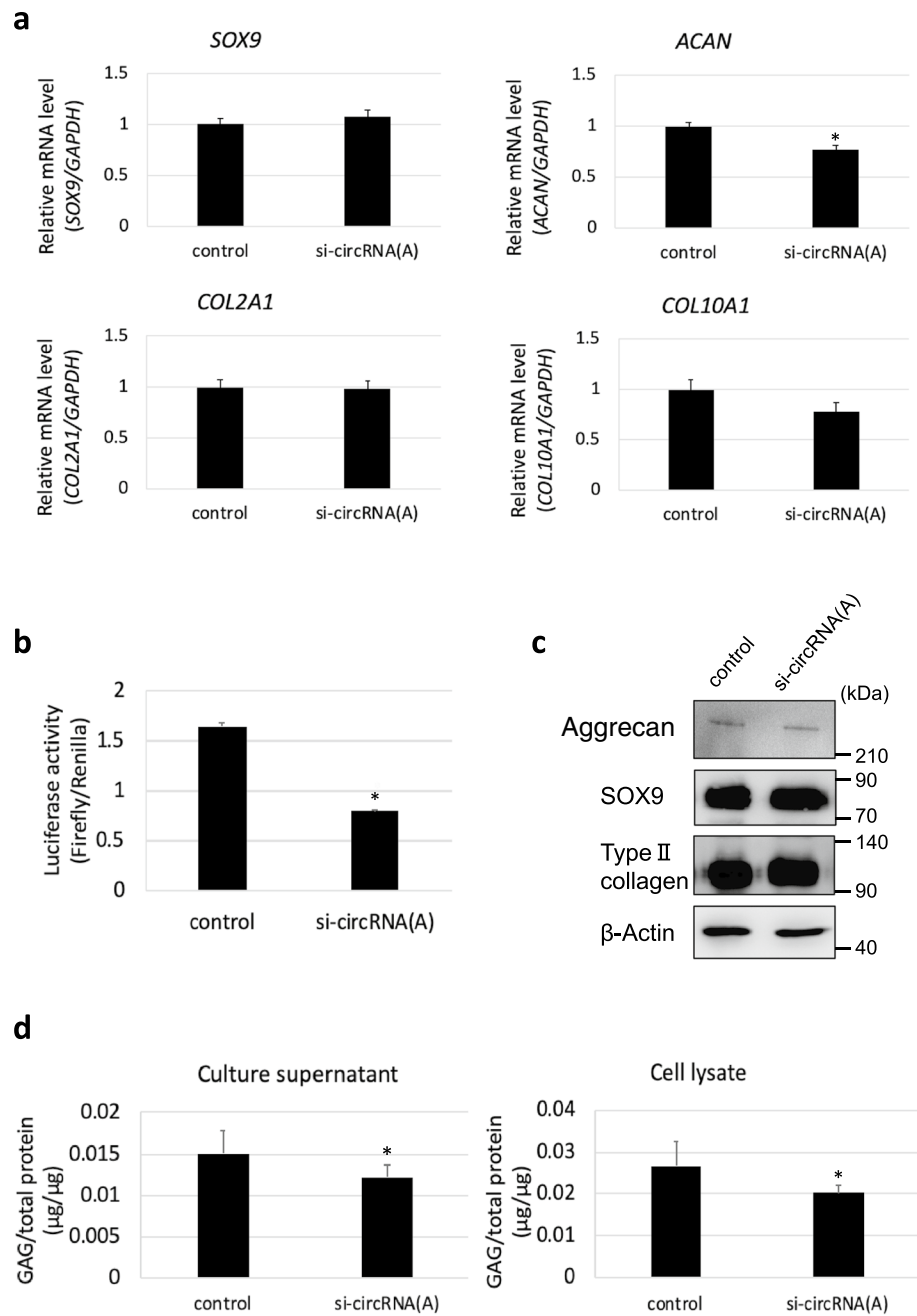 a
SOX9
Relative mRNA level
(SOX9/GAPDH)
1.5
1
0.5
0
control
si-circRNA(A)
ACAN
Relative mRNA level
(ACAN/GAPDH)
1.5
1
0.5
0
*
control
si-circRNA(A)
COL2A1
Relative mRNA level
(COL2A1/GAPDH)
1.5
1
0.5
0
control
si-circRNA(A)
COL10A1
Relative mRNA level
(COL10A1/GAPDH)
1.5
1
0.5
0
control
si-circRNA(A)
b
Luciferase activity
(Firefly/Renilla)
2
1.5
1
0.5
0
*
control
si-circRNA(A)
c
control
si-circRNA(A)
(kDa)
Aggrecan
210
SOX9
90
70
Type Ⅱ
collagen
140
90
β-Actin
40
d
Culture supernatant
GAG/total protein
(μg/μg)
0.02
0.015
0.01
0.005
0
*
control
si-circRNA(A)
Cell lysate
GAG/total protein
(μg/μg)
0.04
0.03
0.02
0.01
0
*
control
si-circRNA(A)